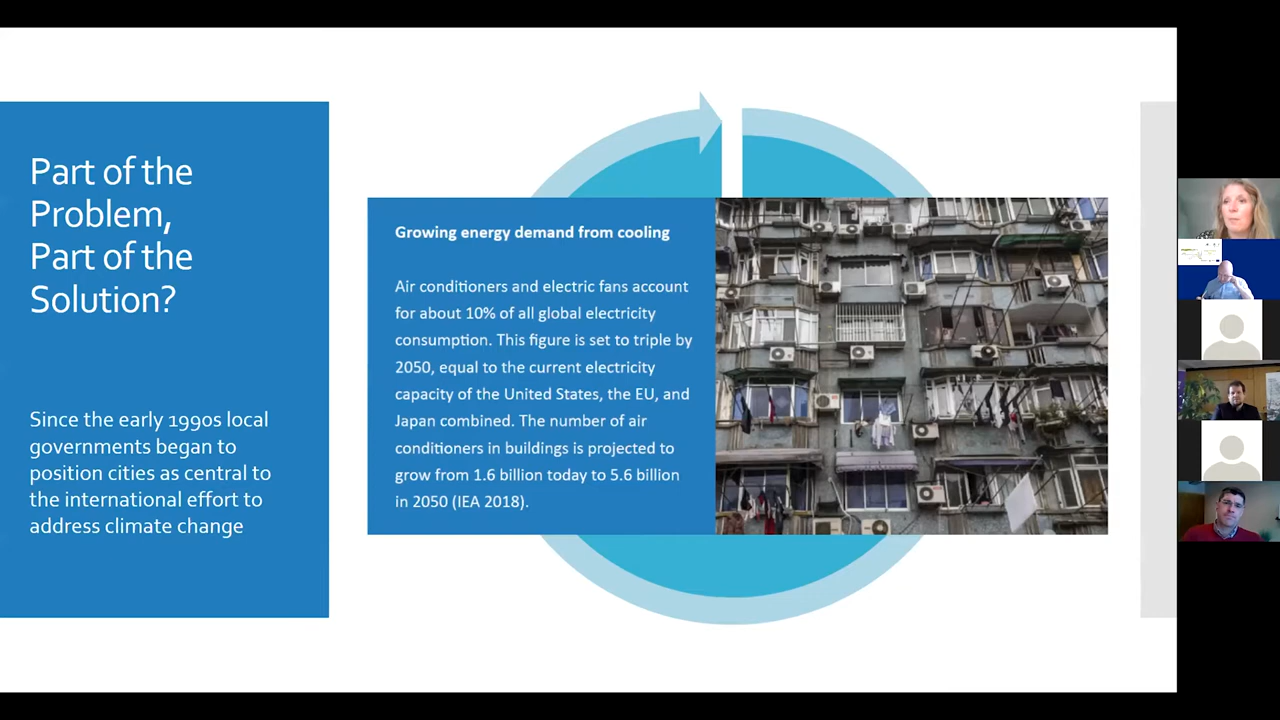 Part of the
Problem,
Part of the
Solution?
Since the early 1990s local
governments began to
position cities as central to
the international effort to
address climate change
Growing energy demand from cooling
Air conditioners and electric fans account
for about 10% of all global electricity
consumption. This figure is set to triple by
2050, equal to the current electricity
capacity of the United States, the EU, and
Japan combined. The number of air
conditioners in buildings is projected to
grow from 1.6 billion today to 5.6 billion
in 2050 (IEA 2018).